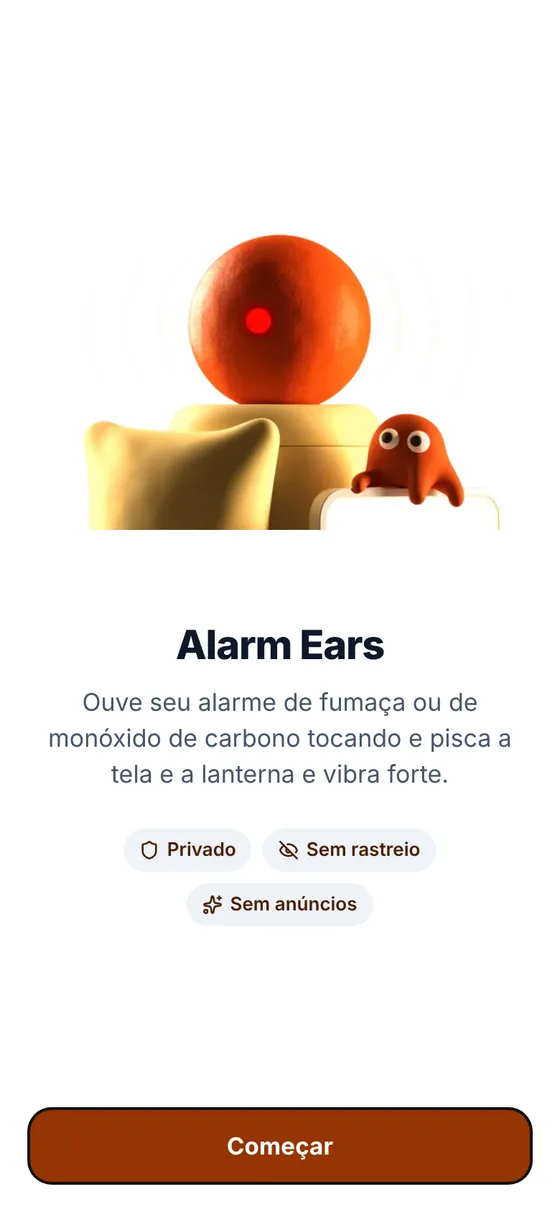 Alarm Ears
Ouve seu alarme de fumaça ou de
monóxido de carbono tocando e pisca a
tela e a lanterna e vibra forte.
Privado
Sem rastreio
Sem anúncios
Começar